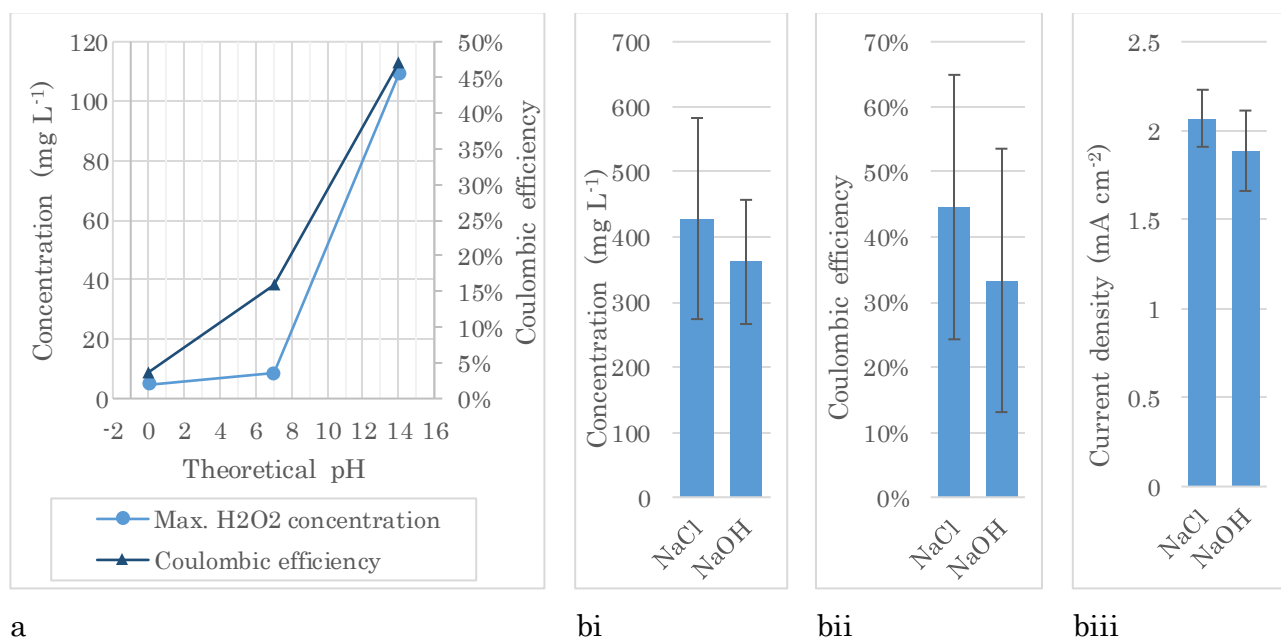 120
100
80
60
40
20
0
Concentration (mg L-1)
50%
45%
40%
35%
30%
25%
20%
15%
10%
5%
0%
Coulombic efficiency
-2 0 2 4 6 8 10 12 14 16
Theoretical pH
Max. H2O2 concentration
Coulombic efficiency
a
700
600
500
400
300
200
100
0
Concentration (mg L-1)
NaCl
NaOH
bi
70%
60%
50%
40%
30%
20%
10%
0%
Coulombic efficiency
NaCl
NaOH
bii
2.5
2
1.5
1
0.5
0
Current density (mA cm-2)
NaCl
NaOH
biii